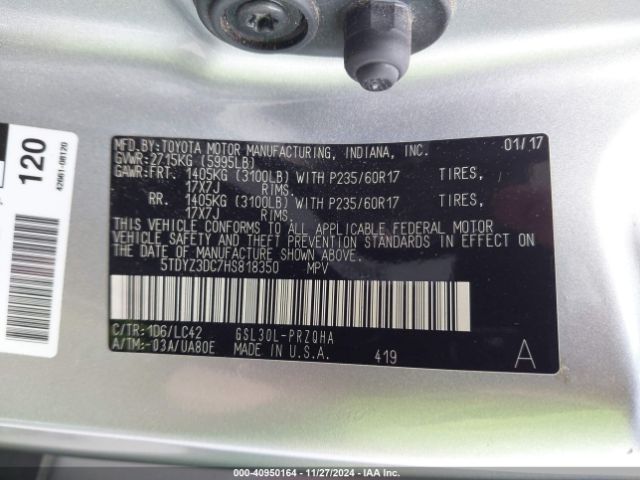 MFD.BY:TOYOTA MOTOR MANUFACTURING, INDIANA, INC. 01/17
GVWR:2715KG (5995LB)
GAWR:FRT. 1405KG (3100LB) WITH P235/60R17 TIRES,
17X7J RIMS.
RR. 1405KG (3100LB) WITH P235/60R17 TIRES,
17X7J RIMS.
THIS VEHICLE CONFORMS TO ALL APPLICABLE FEDERAL MOTOR
VEHICLE SAFETY AND THEFT PREVENTION STANDARDS IN EFFECT ON
THE DATE OF MANUFACTURE SHOWN ABOVE.
5TDYZ3DC7HS818350 MPV
C/TR:1D6/LC42 GSL30L-PRZQHA
A/TM:-03A/UA80E MADE IN U.S.A. 419 A
120
42661-08120
000-40950164 - 11/27/2024 - IAA Inc.